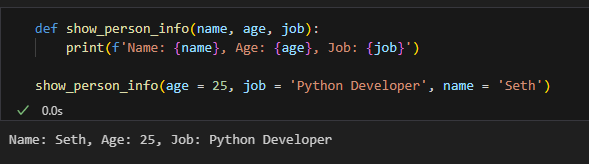 def show_person_info(name, age, job):
    print(f'Name: {name}, Age: {age}, Job: {job}')
show_person_info(age = 25, job = 'Python Developer', name = 'Seth')
0.0s
Name: Seth, Age: 25, Job: Python Developer